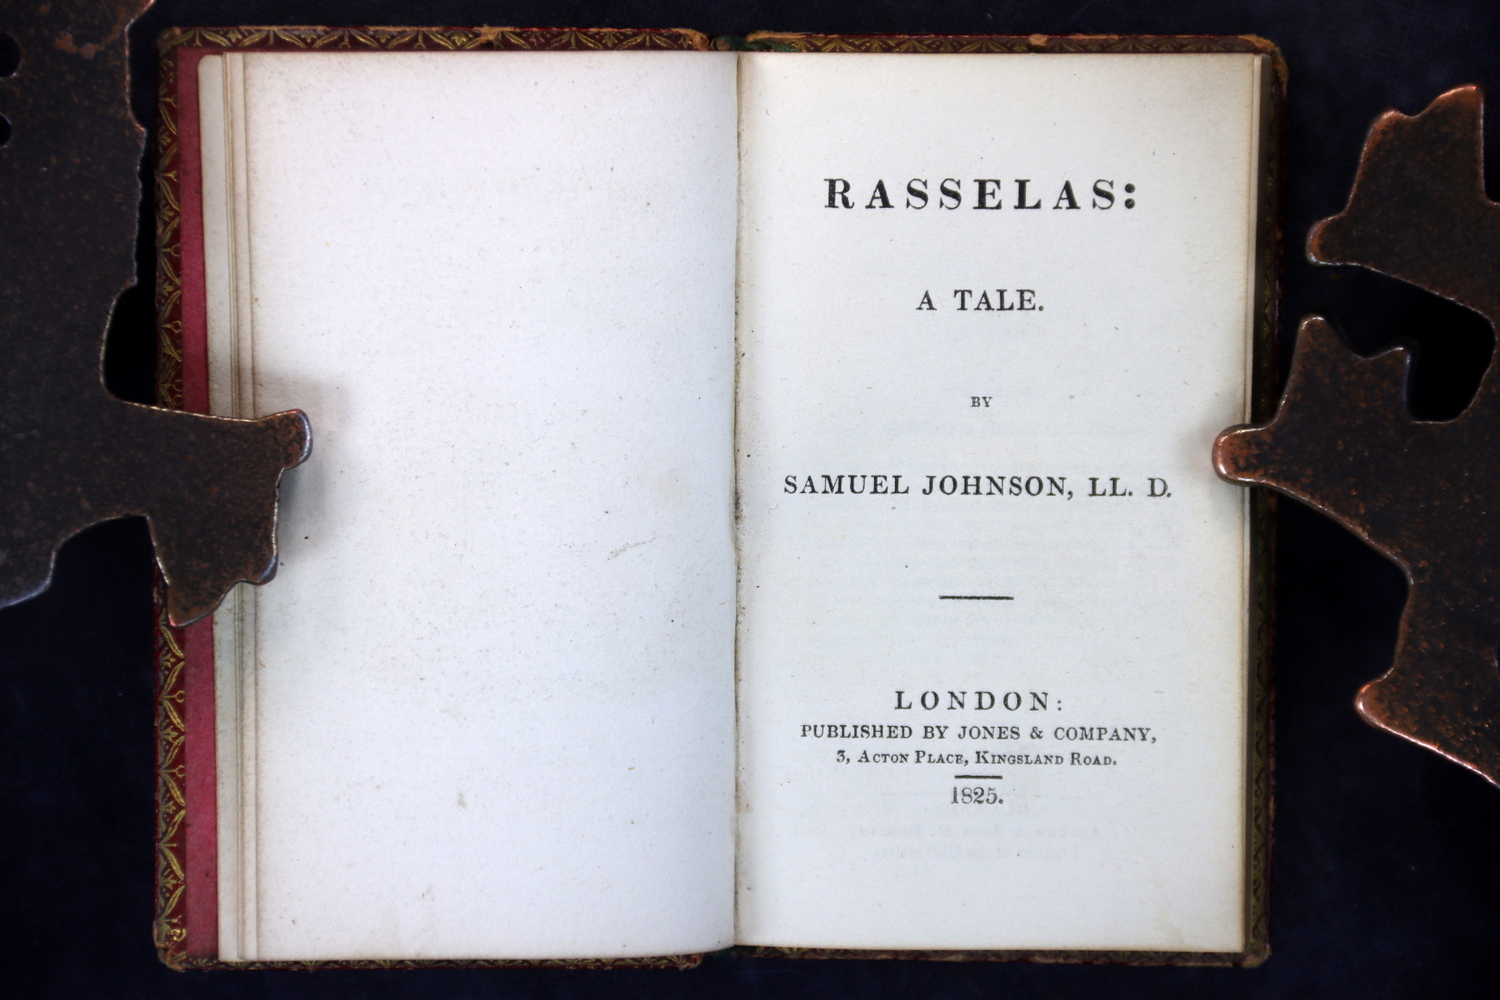 RASSELAS:
A TALE.
BY
SAMUEL JOHNSON, LL. D.
LONDON:
PUBLISHED BY JONES & COMPANY,
3, ACTON PLACE, KINGSLAND ROAD.
1825.